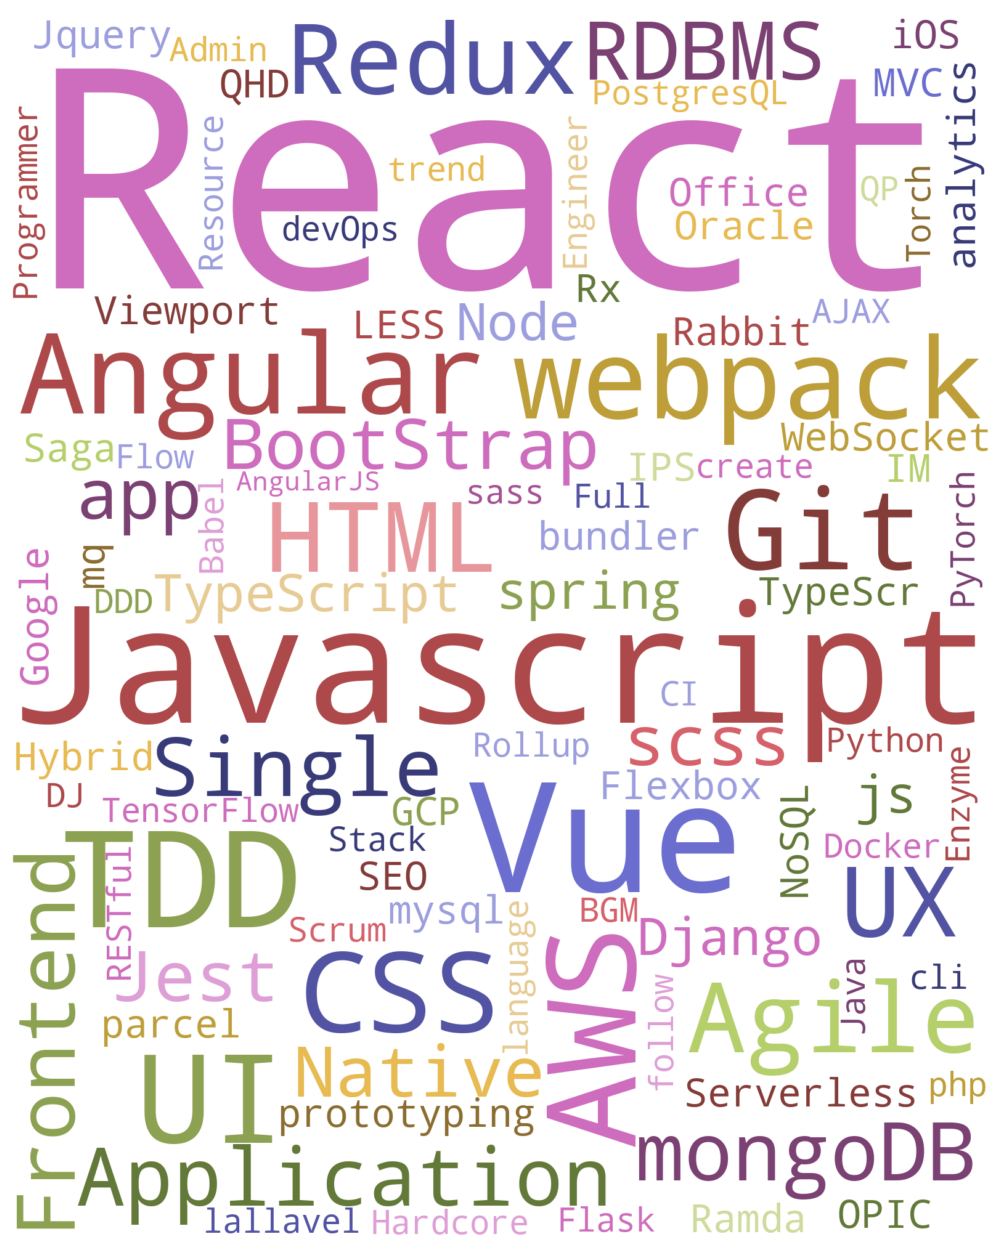 Jquery
Admin
Redux
RDBMS
iOS
QHD
PostgresQL
MVC
React
Programmer
Resource
trend
devOps
Engineer
Office
Oracle
QP
Torch
analytics
Rx
Viewport
LESS
Node
Rabbit
AJAX
Angular
webpack
BootStrap
WebSocket
Saga
Flow
AngularJS
IPS
create
IM
app
Babel
sass
Full
HTML
bundler
Git
PyTorch
Google
mq
DDD
TypeScript
spring
TypeScr
Javascript
CI
Hybrid
Single
Rollup
scss
Python
DJ
TensorFlow
GCP
Flexbox
js
Enzyme
Stack
Vue
NoSQL
Docker
TDD
SEO
UX
Frontend
RESTful
mysql
BGM
Scrum
language
Django
Jest
CSS
AWS
follow
Java
cli
Agile
parcel
UI
Native
prototyping
Serverless
php
Application
mongoDB
lallavel
Hardcore
Flask
Ramda
OPIC